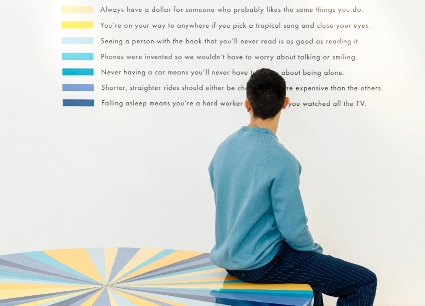 Always have a dollar for someone who probably likes the same things you do.
You're on your way to anywhere if you pick a tropical song and close your eyes.
Seeing a person with the book that you'll never read is as good as reading it.
Phones were invented so we wouldn't have to worry about talking or smiling.
Never having a car means you'll never have about being alone.
Shorter, straighter rides should either be expensive than the others.
Falling asleep means you're a hard worker you watched all the TV.